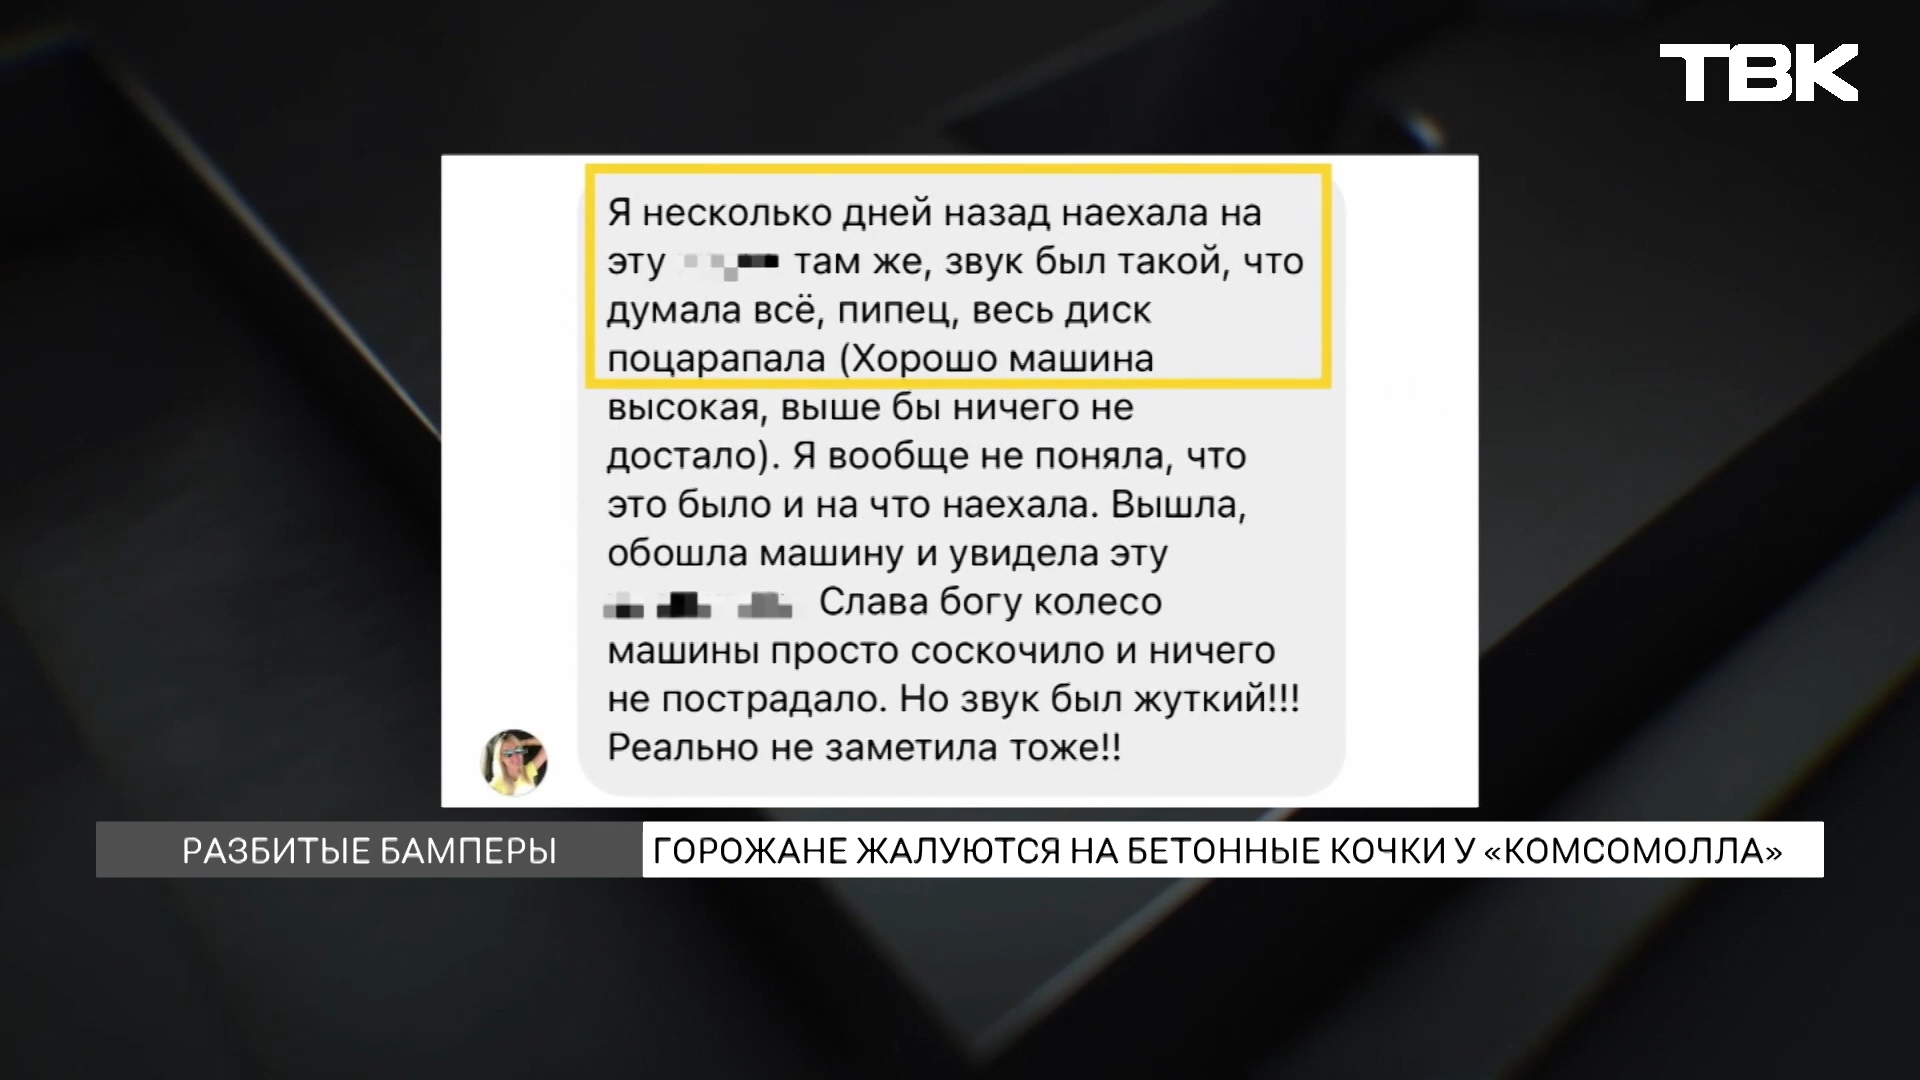 ТВК
Я несколько дней назад наехала на
эту там же, звук был такой, что
думала всё, пипец, весь диск
поцарапала (Хорошо машина
высокая, выше бы ничего не
достало). Я вообще не поняла, что
это было и на что наехала. Вышла,
обошла машину и увидела эту
Слава богу колесо
машины просто соскочило и ничего
не пострадало. Но звук был жуткий!!!
Реально не заметила тоже!!
РАЗБИТЫЕ БАМПЕРЫ
ГОРОЖАНЕ ЖАЛУЮТСЯ НА БЕТОННЫЕ КОЧКИ У «КОМСОМОЛЛА»